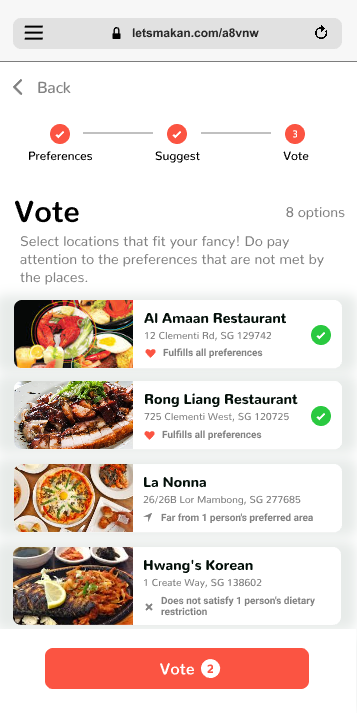 letsmakan.com/a8vnw
Back
3
Preferences
Suggest
Vote
Vote
8 options
Select locations that fit your fancy! Do pay
attention to the preferences that are not met by
the places.
Al Amaan Restaurant
12 Clementi Rd, SG 129742
Fulfills all preferences
Rong Liang Restaurant
725 Clementi West, SG 120725
Fulfills all preferences
La Nonna
26/26B Lor Mambong, SG 277685
Far from 1 person's preferred area
Hwang's Korean
1 Create Way, SG 138602
Does not satisfy 1 person's dietary
restriction
Vote 2